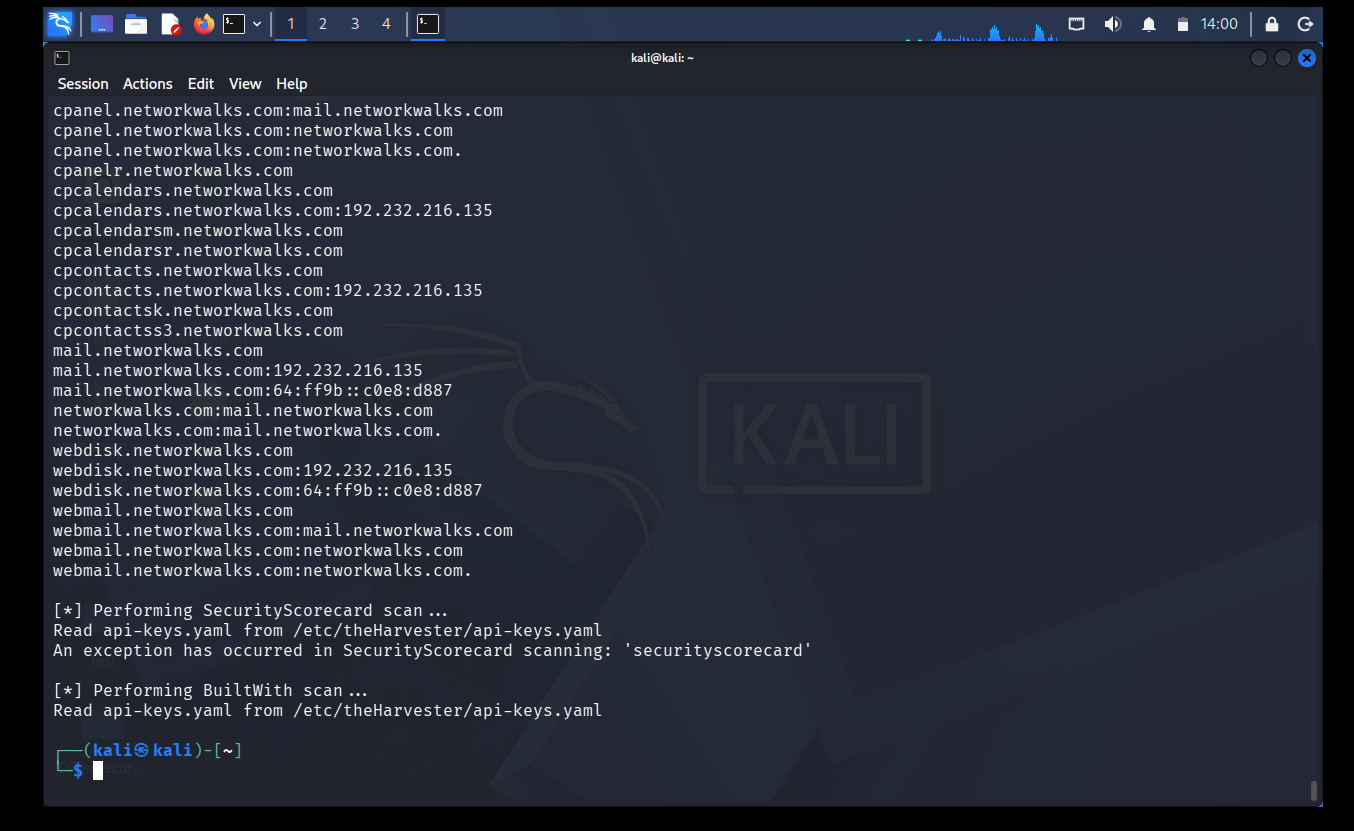 1 2 3 4 14:00
kali@kali: ~
Session Actions Edit View Help
cpanel.networkwalks.com:mail.networkwalks.com
cpanel.networkwalks.com:networkwalks.com
cpanel.networkwalks.com:networkwalks.com.
cpanelr.networkwalks.com
cpcalendars.networkwalks.com
cpcalendars.networkwalks.com:192.232.216.135
cpcalendarsm.networkwalks.com
cpcalendarsr.networkwalks.com
cpcontacts.networkwalks.com
cpcontacts.networkwalks.com:192.232.216.135
cpcontactsk.networkwalks.com
cpcontactss3.networkwalks.com
mail.networkwalks.com
mail.networkwalks.com:192.232.216.135
mail.networkwalks.com:64:ff9b::c0e8:d887
networkwalks.com:mail.networkwalks.com
networkwalks.com:mail.networkwalks.com.
webdisk.networkwalks.com
webdisk.networkwalks.com:192.232.216.135
webdisk.networkwalks.com:64:ff9b::c0e8:d887
webmail.networkwalks.com
webmail.networkwalks.com:mail.networkwalks.com
webmail.networkwalks.com:networkwalks.com
webmail.networkwalks.com:networkwalks.com.
KALI
[*] Performing SecurityScorecard scan...
Read api-keys.yaml from /etc/theHarvester/api-keys.yaml
An exception has occurred in SecurityScorecard scanning: 'securityscorecard'
test
[*] Performing BuiltWith scan...
Read api-keys.yaml from /etc/theHarvester/api-keys.yaml
┌──(kali㉿kali)-[~]
└─$